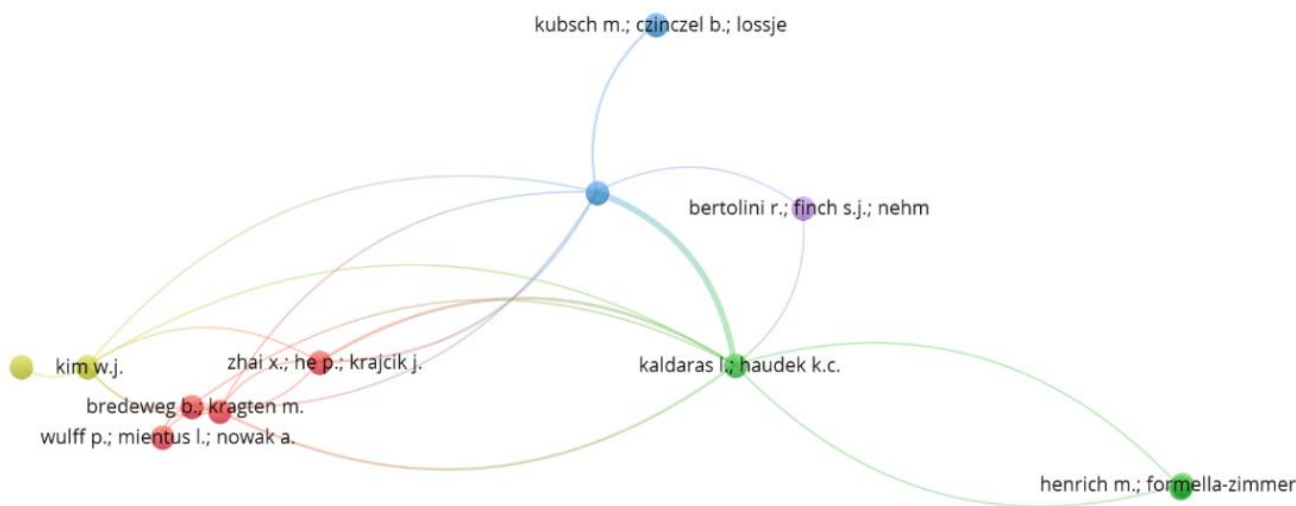 kubsch m.; czinczel b.; lossje
bertolini r.; finch s.j.; nehm
kim w.j.
zhai x.; he p.; krajcik j.
kaldaras l.; haudek k.c.
bredeweg b.; kragten m.
wulff p.; mientus l.; nowak a.
henrich m.; formella-zimmer